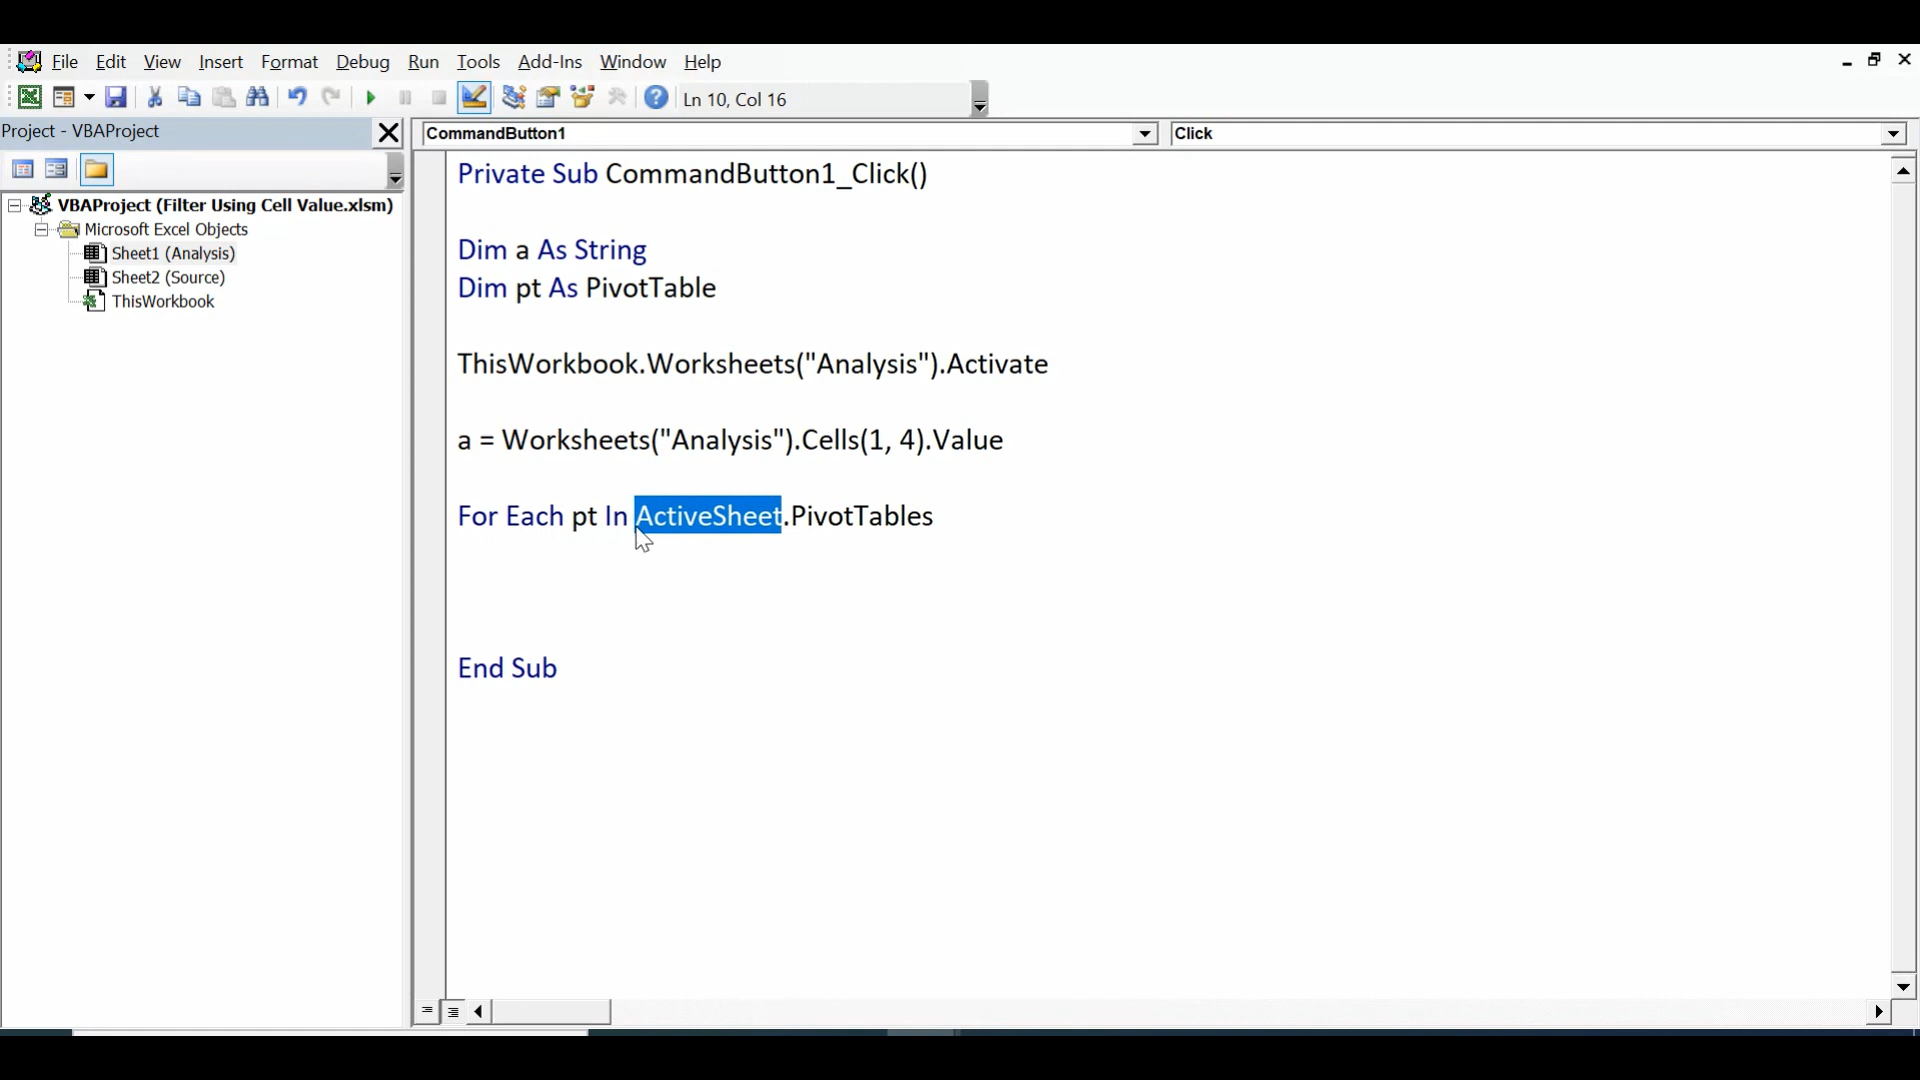 File Edit View Insert Format Debug Run Tools Add-Ins Window Help
Ln 10, Col 16
Project - VBAProject
CommandButton1
Click
VBAProject (Filter Using Cell Value.xlsm)
Microsoft Excel Objects
Sheet1 (Analysis)
Sheet2 (Source)
ThisWorkbook
Private Sub CommandButton1_Click()
Dim a As String
Dim pt As PivotTable
ThisWorkbook.Worksheets("Analysis").Activate
a = Worksheets("Analysis").Cells(1, 4).Value
For Each pt In ActiveSheet.PivotTables
End Sub